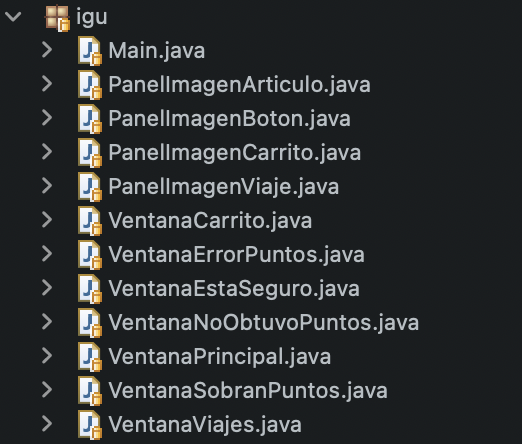 igu
Main.java
PanelImagenArticulo.java
PanelImagenBoton.java
PanelImagenCarrito.java
PanelImagenViaje.java
VentanaCarrito.java
VentanaErrorPuntos.java
VentanaEstaSeguro.java
VentanaNoObtuvoPuntos.java
VentanaPrincipal.java
VentanaSobranPuntos.java
VentanaViajes.java